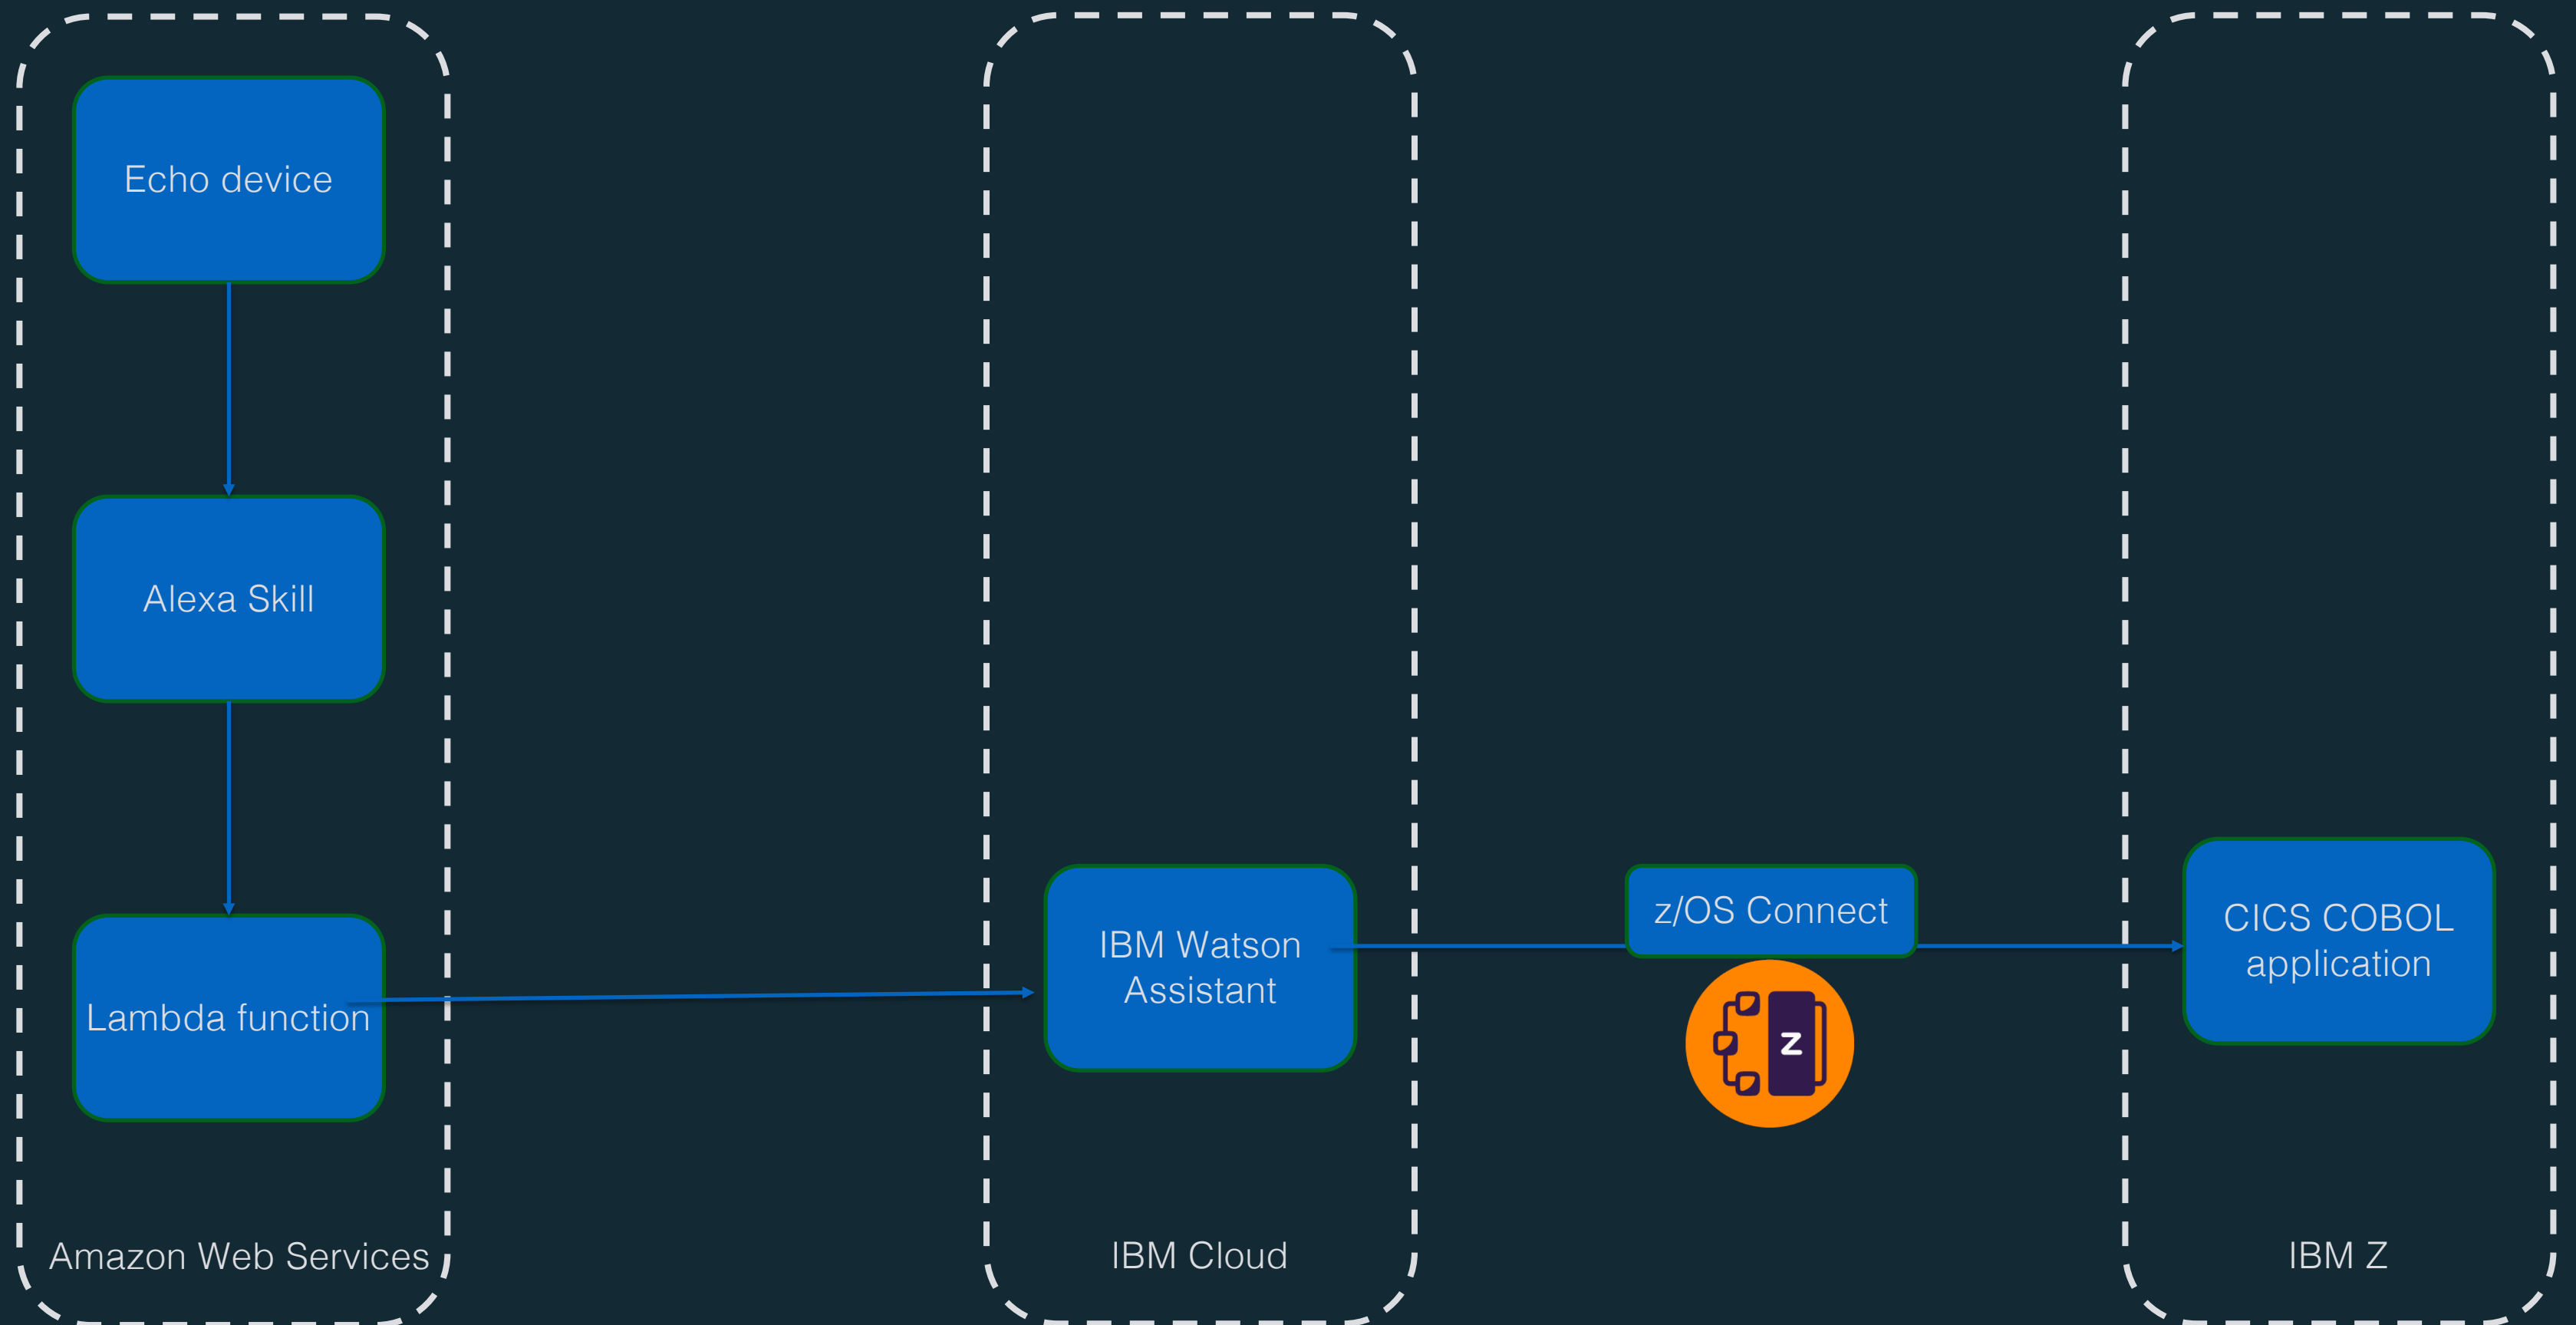 Echo device
Alexa Skill
Lambda function
Amazon Web Services
IBM Watson
Assistant
IBM Cloud
z/OS Connect
Z
CICS COBOL
application
IBM Z